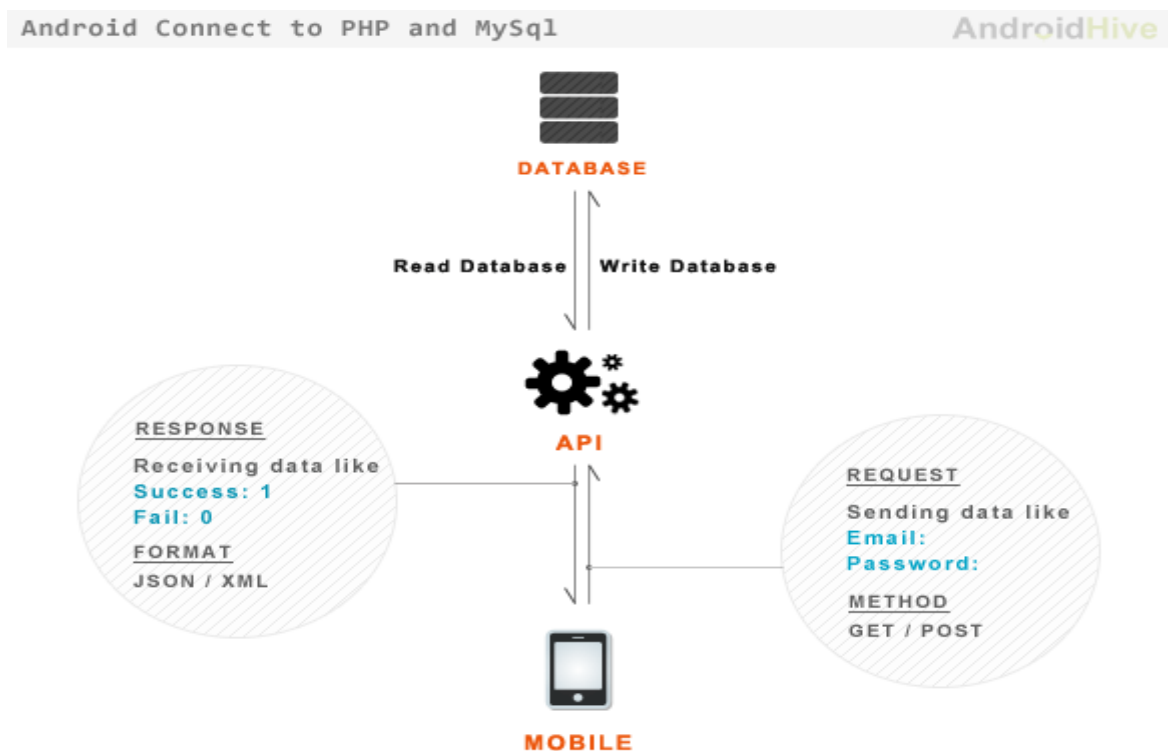 Android Connect to PHP and MySql
AndroidHive
DATABASE
Read Database
Write Database
API
RESPONSE
Receiving data like
Success: 1
Fail: 0
FORMAT
JSON / XML
REQUEST
Sending data like
Email:
Password:
METHOD
GET / POST
MOBILE